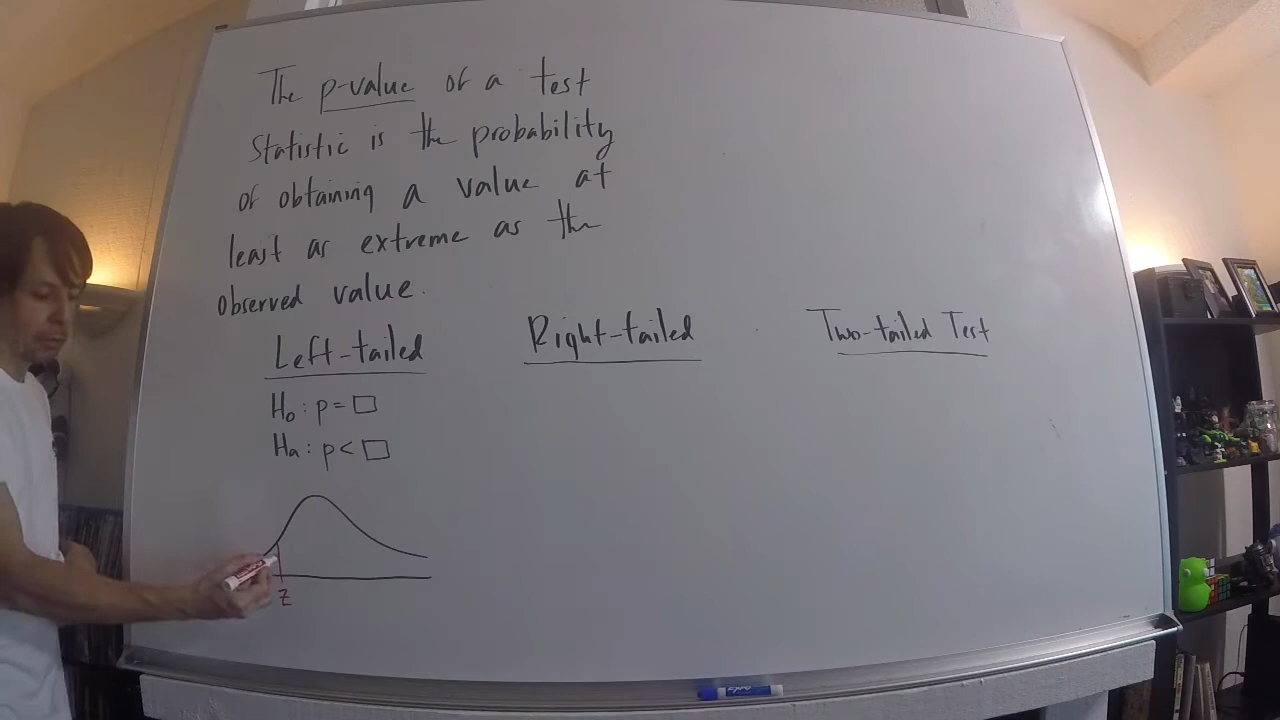 The p-value of a test
statistic is the probability
of obtaining a value at
least as extreme as the
observed value.
Left-tailed
Right-tailed
Two-tailed Test
H₀: p = □
Ha: p < □
z
expo